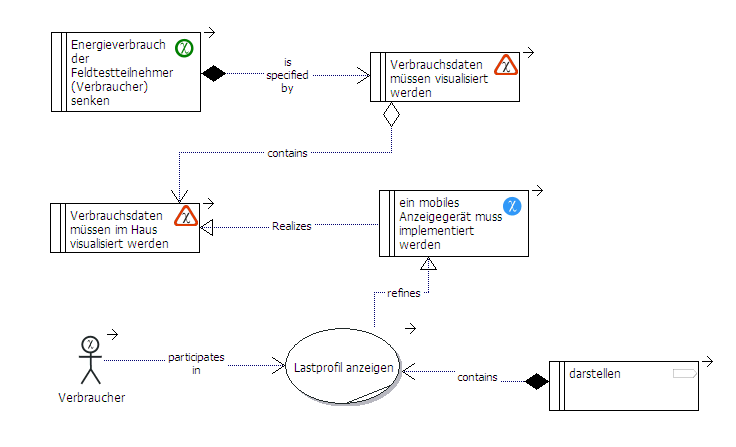 Energieverbrauch
der
Feldtestteilnehmer
(Verbraucher)
senken
is
specified
by
Verbrauchsdaten
müssen visualisiert
werden
contains
Verbrauchsdaten
müssen im Haus
visualisiert werden
Realizes
ein mobiles
Anzeigegerät muss
implementiert
werden
refines
Verbraucher
participates
in
Lastprofil anzeigen
contains
darstellen